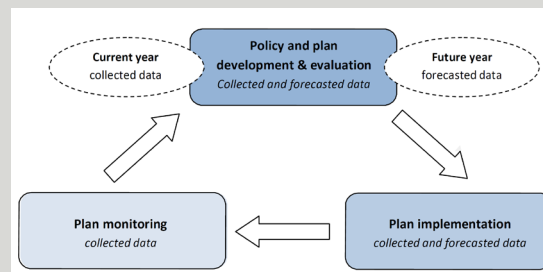 Current year
collected data
Policy and plan
development & evaluation
Collected and forecasted data
Future year
forecasted data
Plan monitoring
collected data
Plan implementation
collected and forecasted data